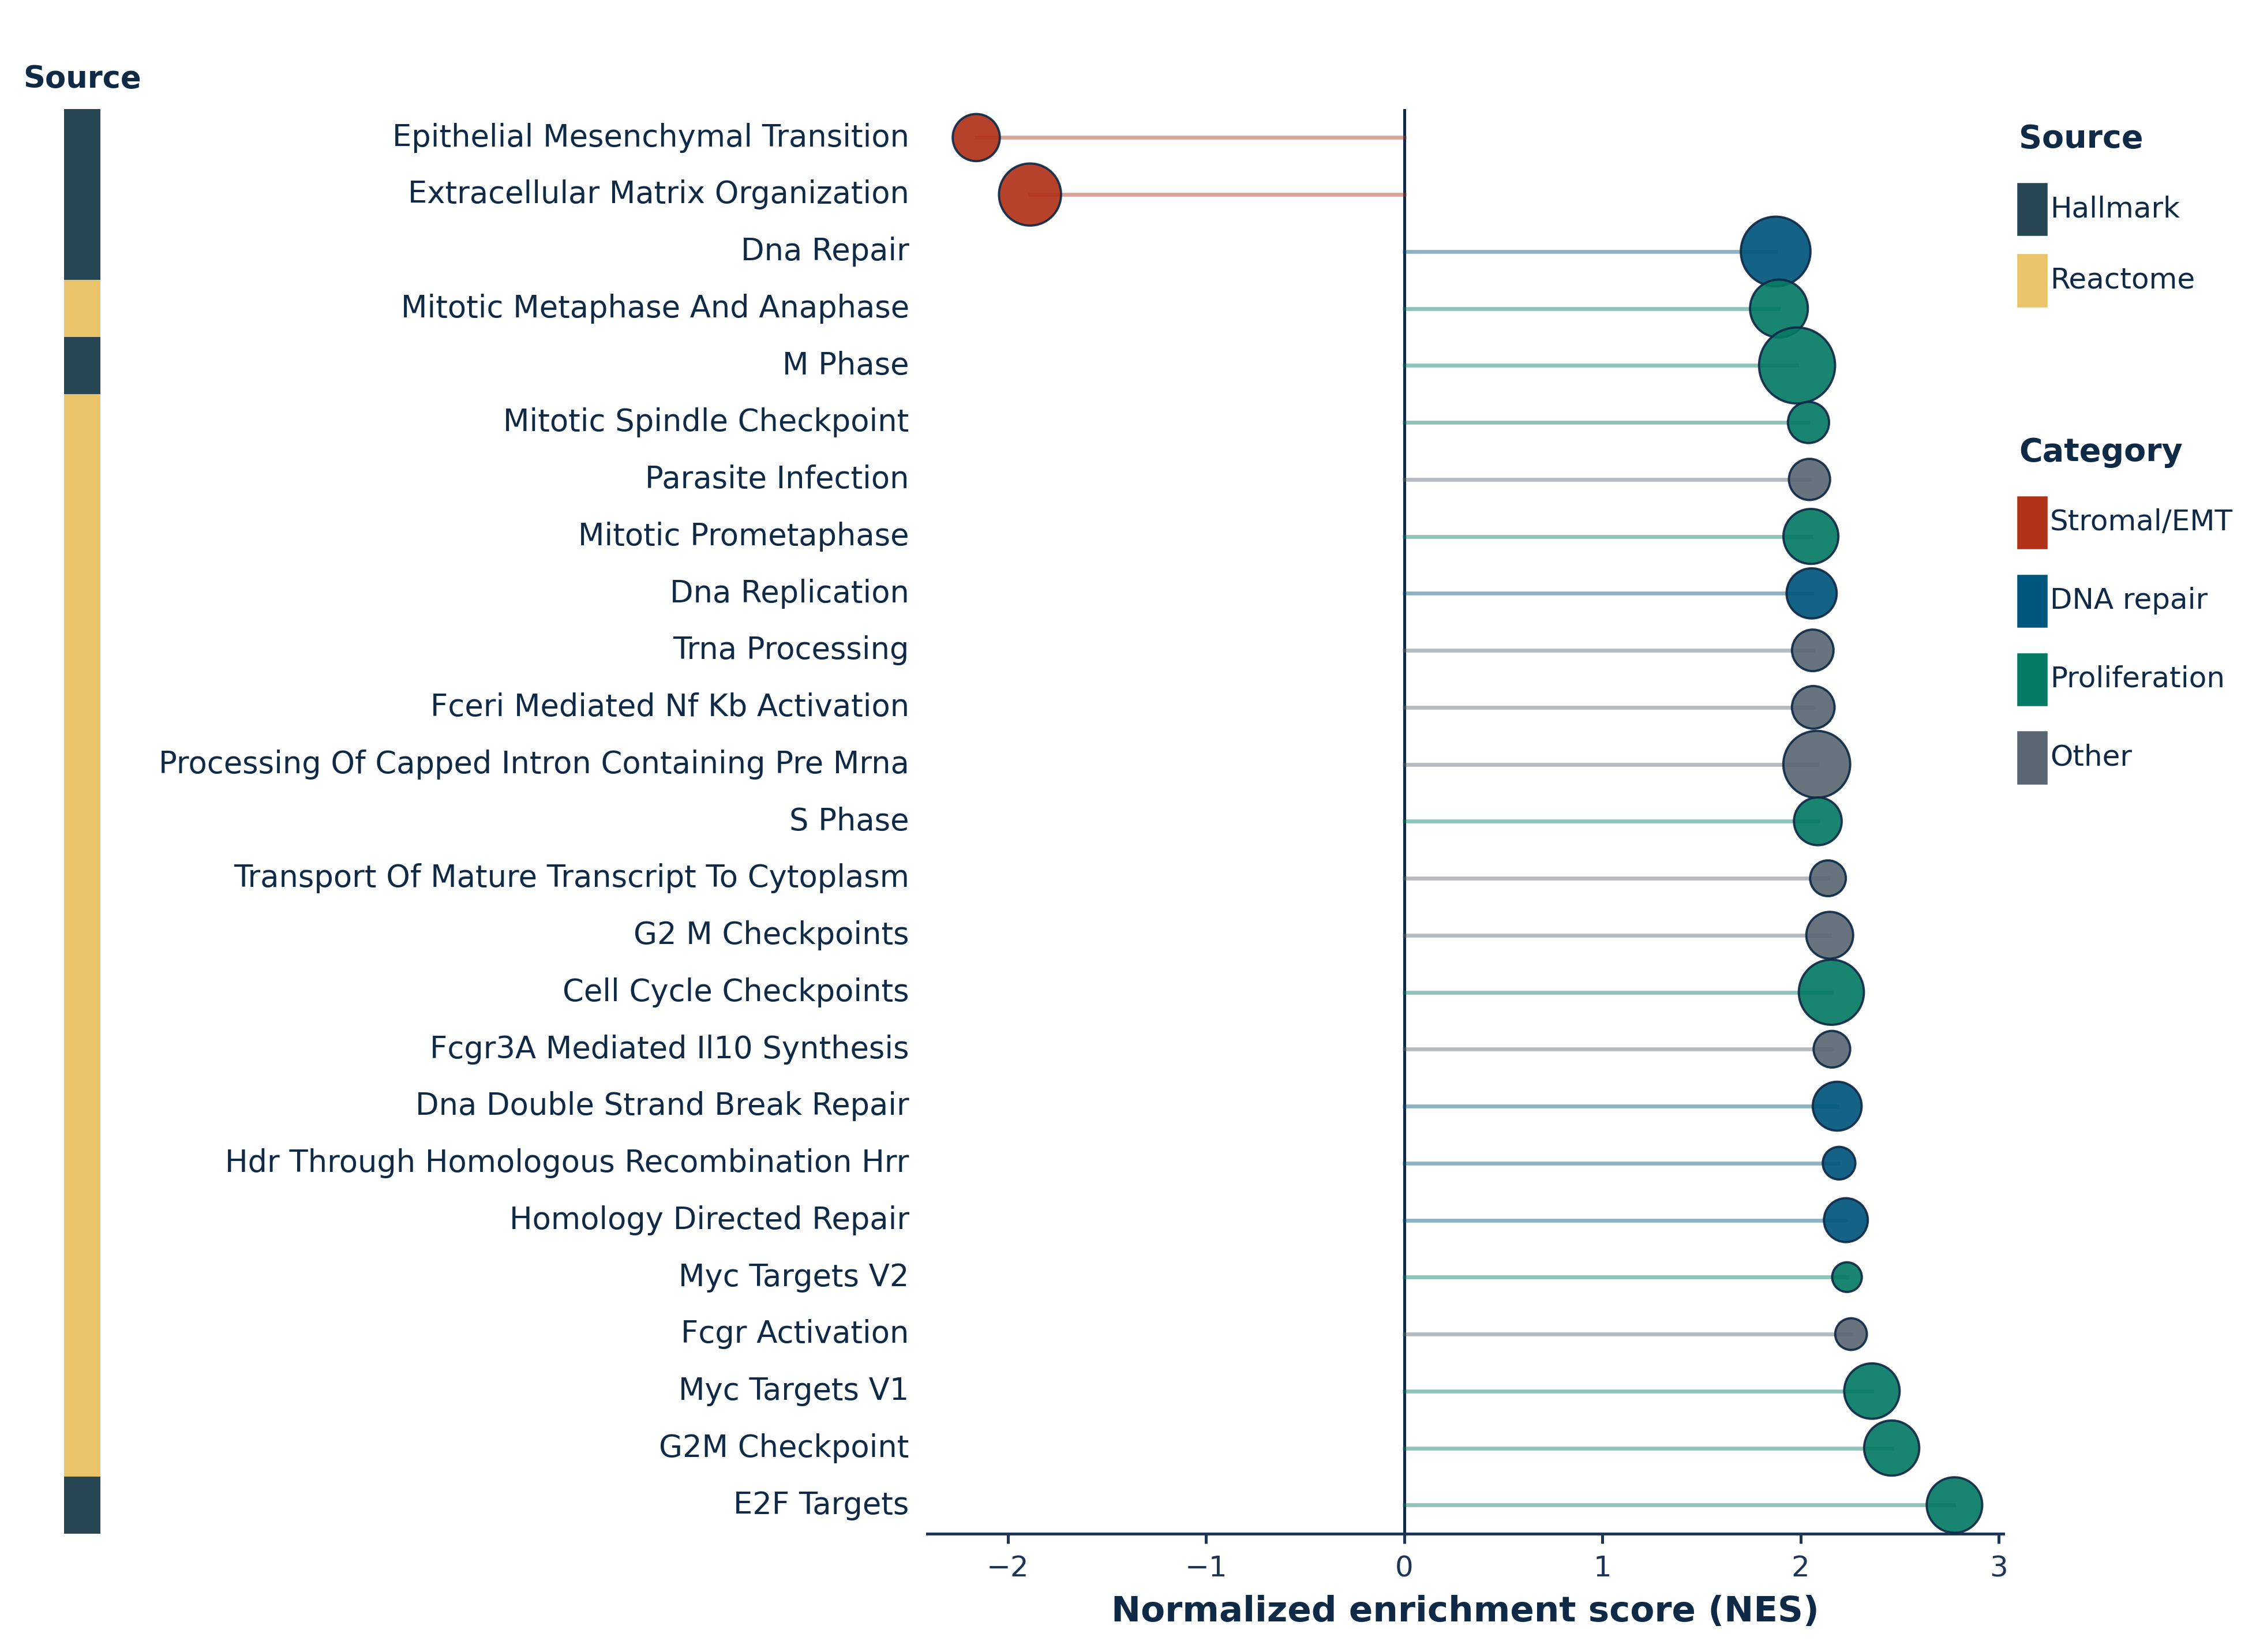 Source
Epithelial Mesenchymal Transition
Extracellular Matrix Organization
Dna Repair
Mitotic Metaphase And Anaphase
M Phase
Mitotic Spindle Checkpoint
Parasite Infection
Mitotic Prometaphase
Dna Replication
Trna Processing
Fceri Mediated Nf Kb Activation
Processing Of Capped Intron Containing Pre Mrna
S Phase
Transport Of Mature Transcript To Cytoplasm
G2 M Checkpoints
Cell Cycle Checkpoints
Fcgr3A Mediated Il10 Synthesis
Dna Double Strand Break Repair
Hdr Through Homologous Recombination Hrr
Homology Directed Repair
Myc Targets V2
Fcgr Activation
Myc Targets V1
G2M Checkpoint
E2F Targets
−2 −1 0 1 2 3
Normalized enrichment score (NES)
Source
Hallmark
Reactome
Category
Stromal/EMT
DNA repair
Proliferation
Other